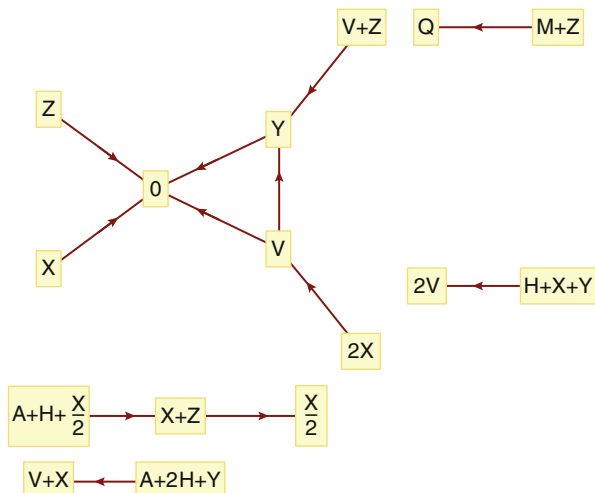 V+Z
Q
M+Z
Z
Y
0
X
V
2V
H+X+Y
2X
A+H+X/2
X+Z
X/2
V+X
A+2H+Y